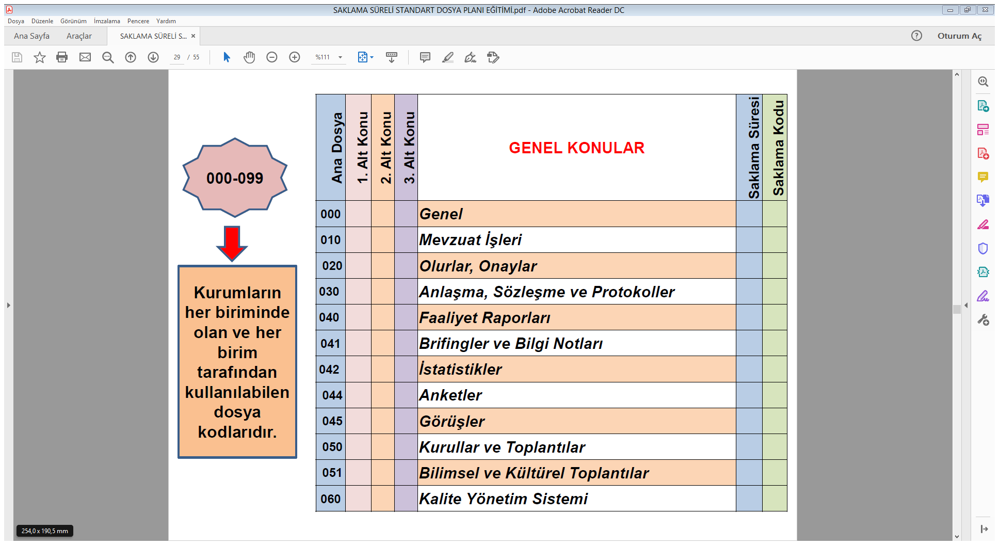 SAKLAMA SÜRELİ STANDART DOSYA PLANI EĞİTİMİ.pdf - Adobe Acrobat Reader DC
Dosya Düzenle Görünüm İmzalama Pencere Yardım
Ana Sayfa Araçlar SAKLAMA SÜRELİ S... × Oturum Aç
29 / 55 %111
Ana Dosya
1. Alt Konu
2. Alt Konu
3. Alt Konu
GENEL KONULAR
Saklama Süresi
Saklama Kodu
000-099
Kurumların
her biriminde
olan ve her
birim
tarafından
kullanılabilen
dosya
kodlarıdır.
000 Genel
010 Mevzuat İşleri
020 Olurlar, Onaylar
030 Anlaşma, Sözleşme ve Protokoller
040 Faaliyet Raporları
041 Brifingler ve Bilgi Notları
042 İstatistikler
044 Anketler
045 Görüşler
050 Kurullar ve Toplantılar
051 Bilimsel ve Kültürel Toplantılar
060 Kalite Yönetim Sistemi
254,0 x 190,5 mm